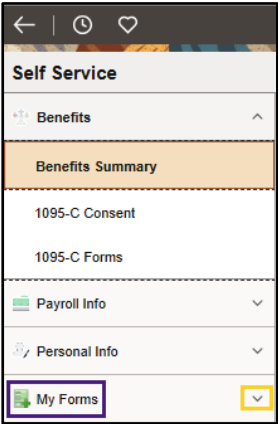 Self Service
Benefits
Benefits Summary
1095-C Consent
1095-C Forms
Payroll Info
Personal Info
My Forms